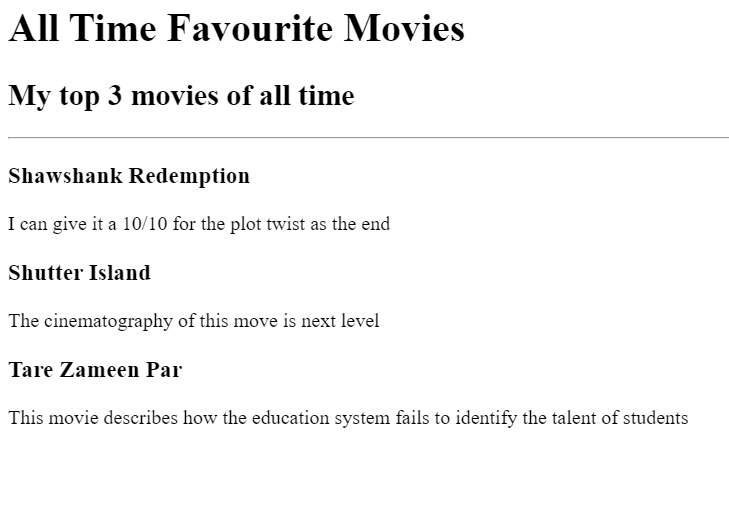 All Time Favourite Movies
My top 3 movies of all time
Shawshank Redemption
I can give it a 10/10 for the plot twist as the end
Shutter Island
The cinematography of this move is next level
Tare Zameen Par
This movie describes how the education system fails to identify the talent of students